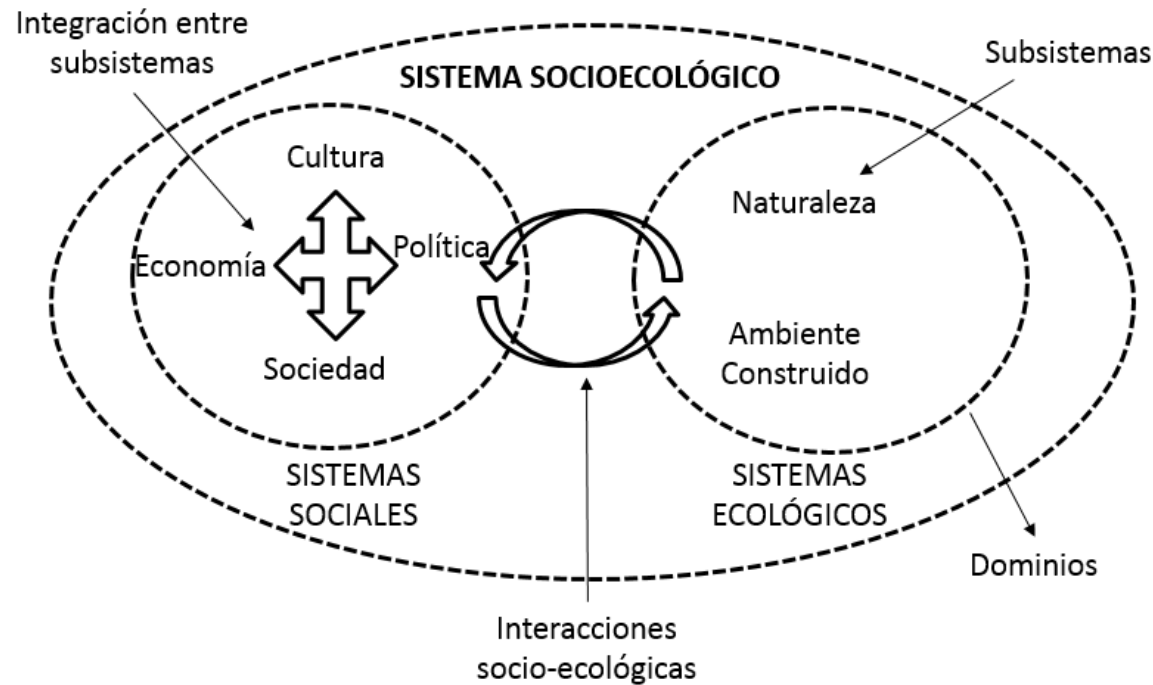 Integración entre
subsistemas
Subsistemas
SISTEMA SOCIOECOLÓGICO
Cultura
Naturaleza
Política
Economía
Ambiente
Construido
Sociedad
SISTEMAS
SOCIALES
SISTEMAS
ECOLÓGICOS
Dominios
Interacciones
socio-ecológicas